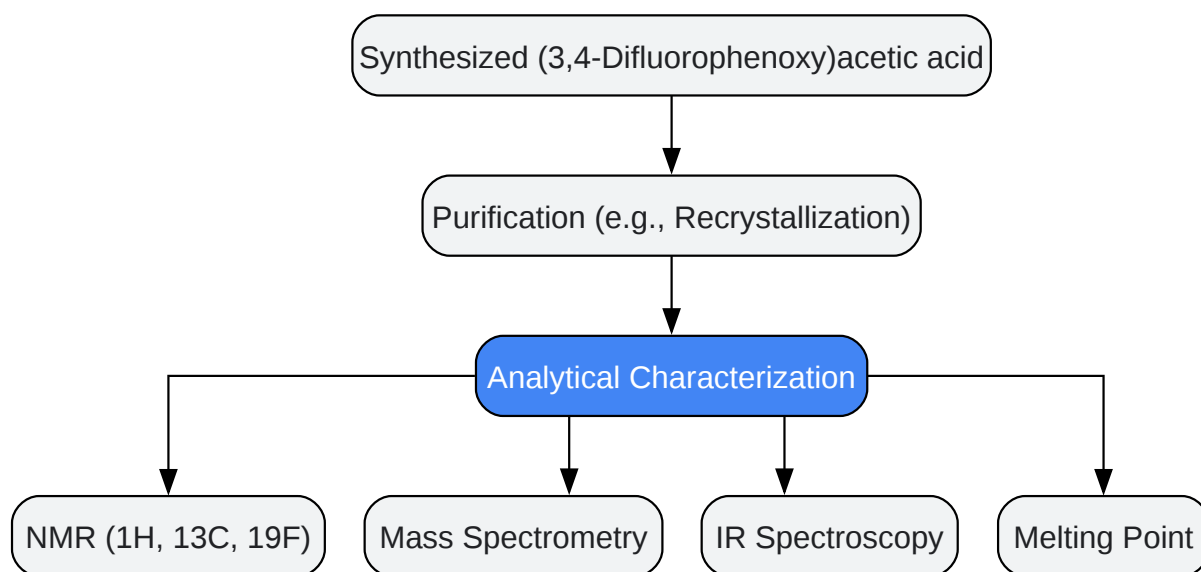 Synthesized (3,4-Difluorophenoxy)acetic acid
Purification (e.g., Recrystallization)
Analytical Characterization
NMR (1H, 13C, 19F)
Mass Spectrometry
IR Spectroscopy
Melting Point